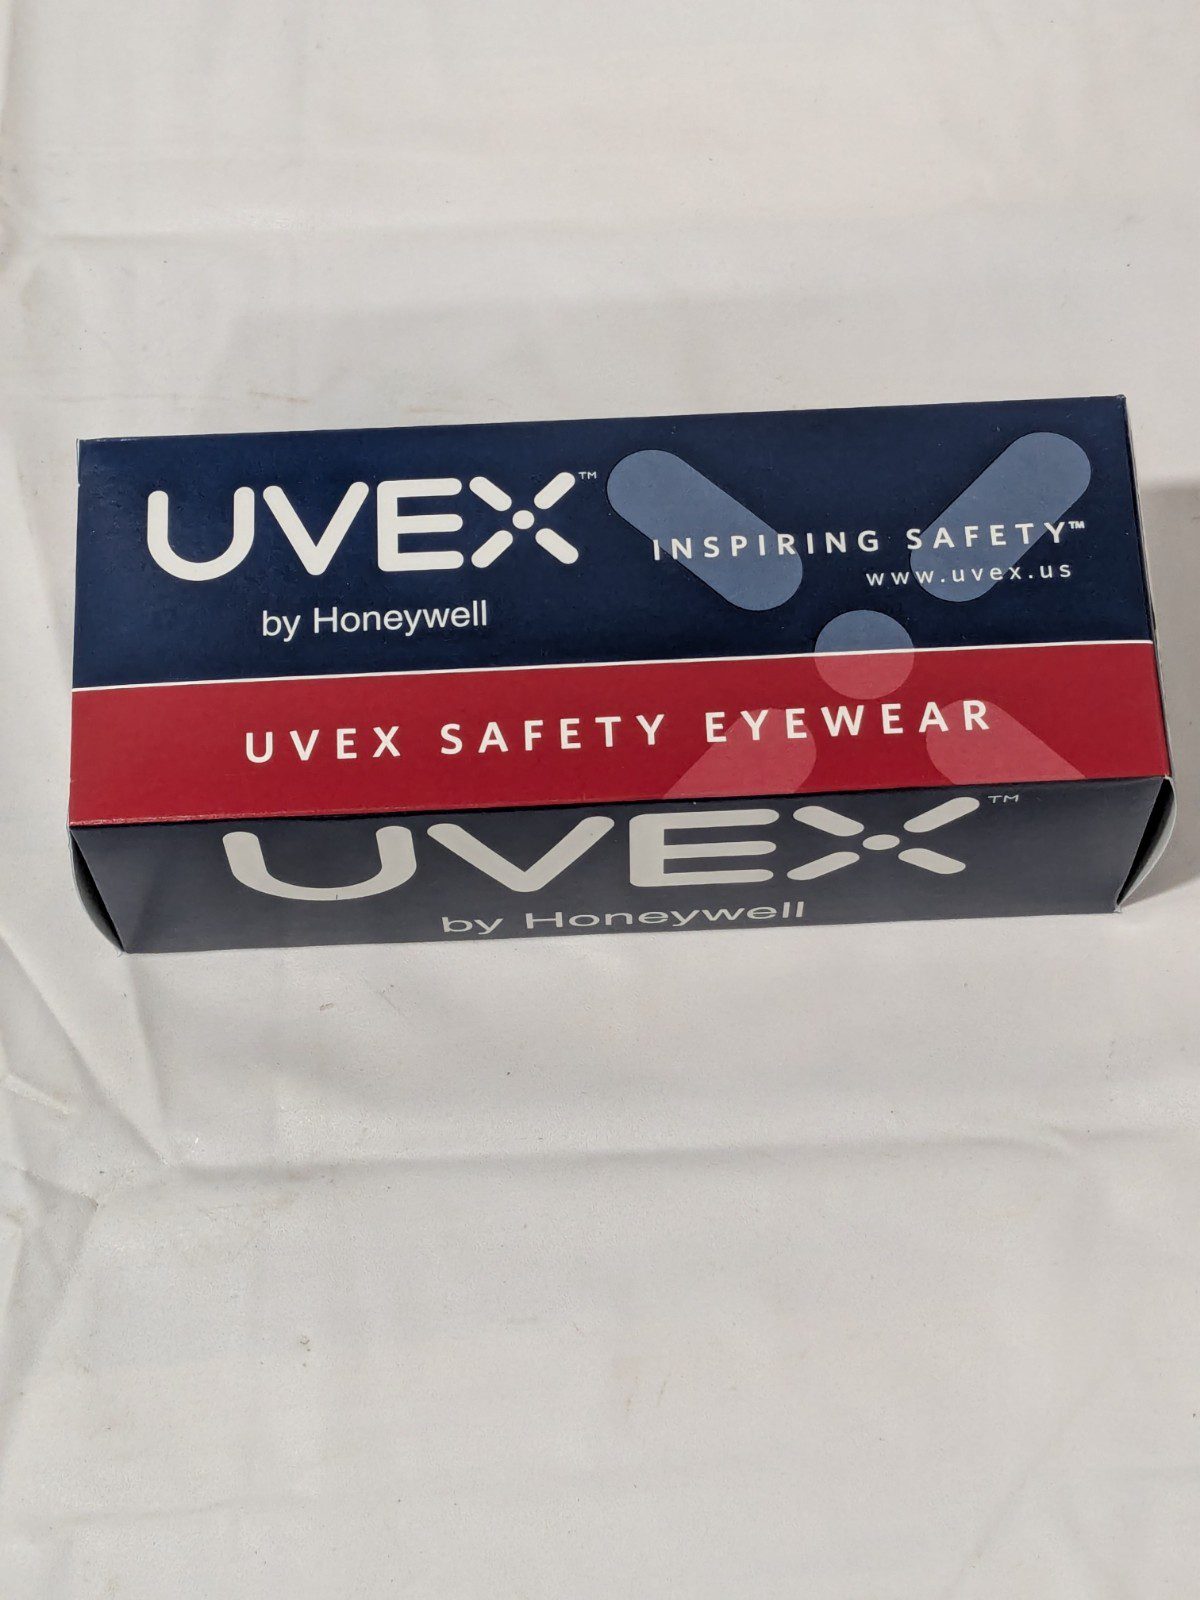 UVEX™
by Honeywell
INSPIRING SAFETY™
www.uvex.us
UVEX SAFETY EYEWEAR
UVEX™
by Honeywell